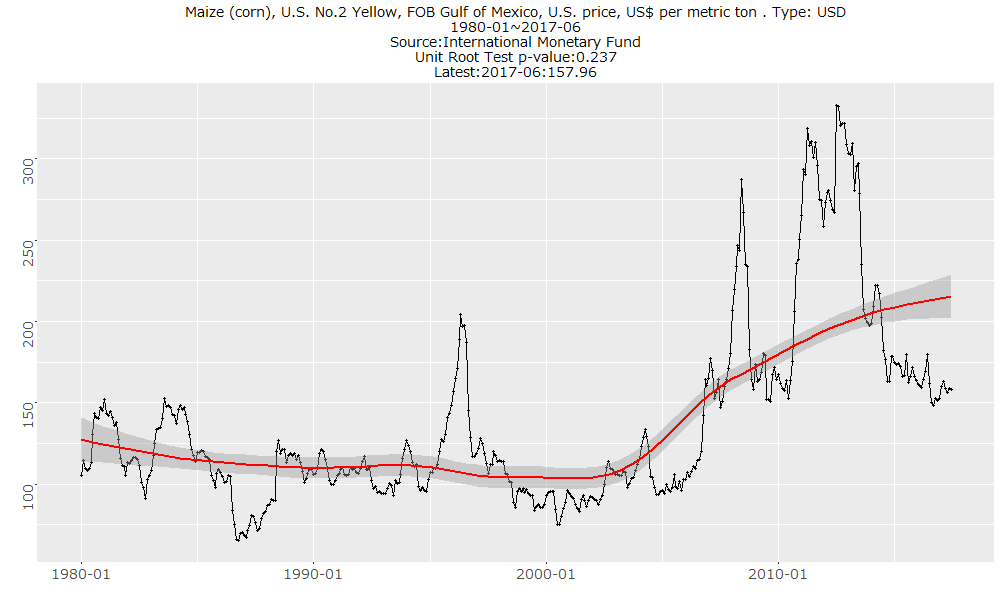 Maize (corn), U.S. No.2 Yellow, FOB Gulf of Mexico, U.S. price, US$ per metric ton . Type: USD
1980-01~2017-06
Source:International Monetary Fund
Unit Root Test p-value:0.237
Latest:2017-06:157.96
300
250
200
150
100
1980-01
1990-01
2000-01
2010-01